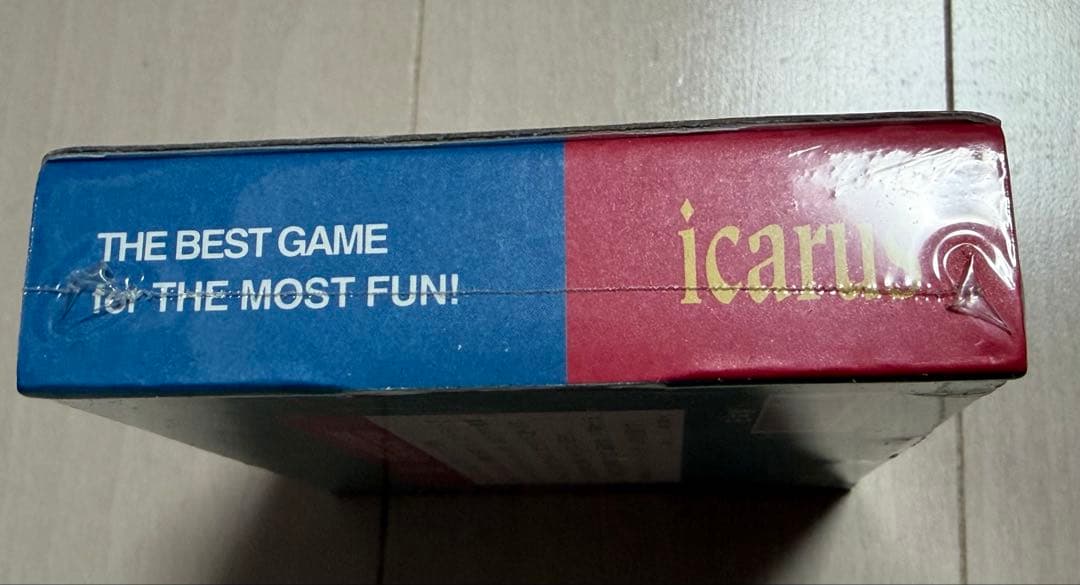 THE BEST GAME
for THE MOST FUN!
icarus